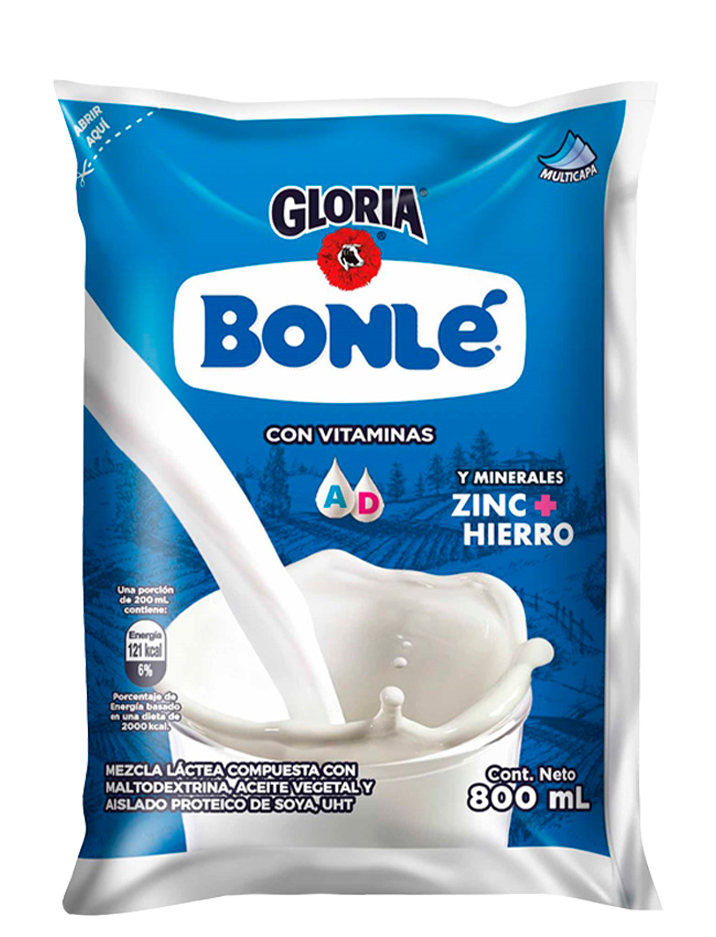 ABRIR
AQUÍ
MULTICAPA
GLORIA®
®
BONLÉ®
CON VITAMINAS
A D
Y MINERALES
ZINC +
HIERRO
Una porción
de 200 mL
contiene:
Energía
121 kcal
6%
Porcentaje de
Energía basado
en una dieta de
2000 kcal.
MEZCLA LÁCTEA COMPUESTA CON
MALTODEXTRINA, ACEITE VEGETAL Y
AISLADO PROTEICO DE SOYA, UHT
Cont. Neto
800 mL